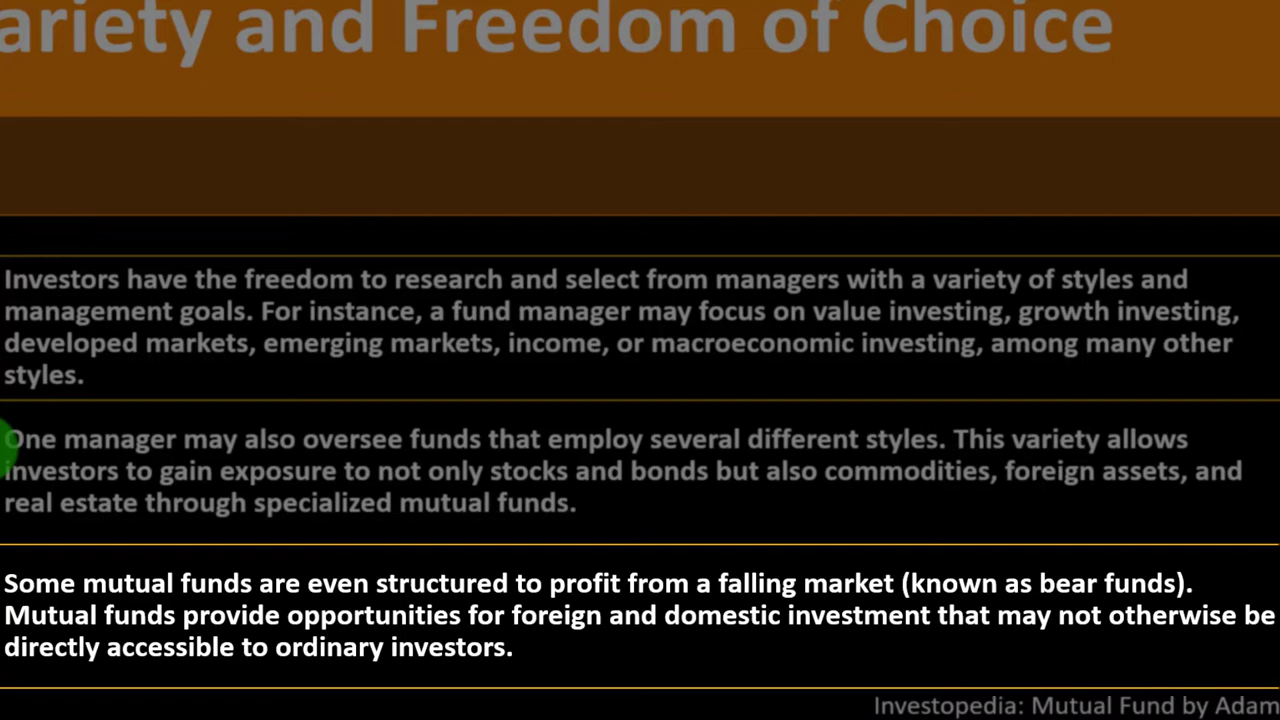 ariety and Freedom of Choice
Investors have the freedom to research and select from managers with a variety of styles and
management goals. For instance, a fund manager may focus on value investing, growth investing,
developed markets, emerging markets, income, or macroeconomic investing, among many other
styles.
One manager may also oversee funds that employ several different styles. This variety allows
investors to gain exposure to not only stocks and bonds but also commodities, foreign assets, and
real estate through specialized mutual funds.
Some mutual funds are even structured to profit from a falling market (known as bear funds).
Mutual funds provide opportunities for foreign and domestic investment that may not otherwise be
directly accessible to ordinary investors.
Investopedia: Mutual Fund by Adam